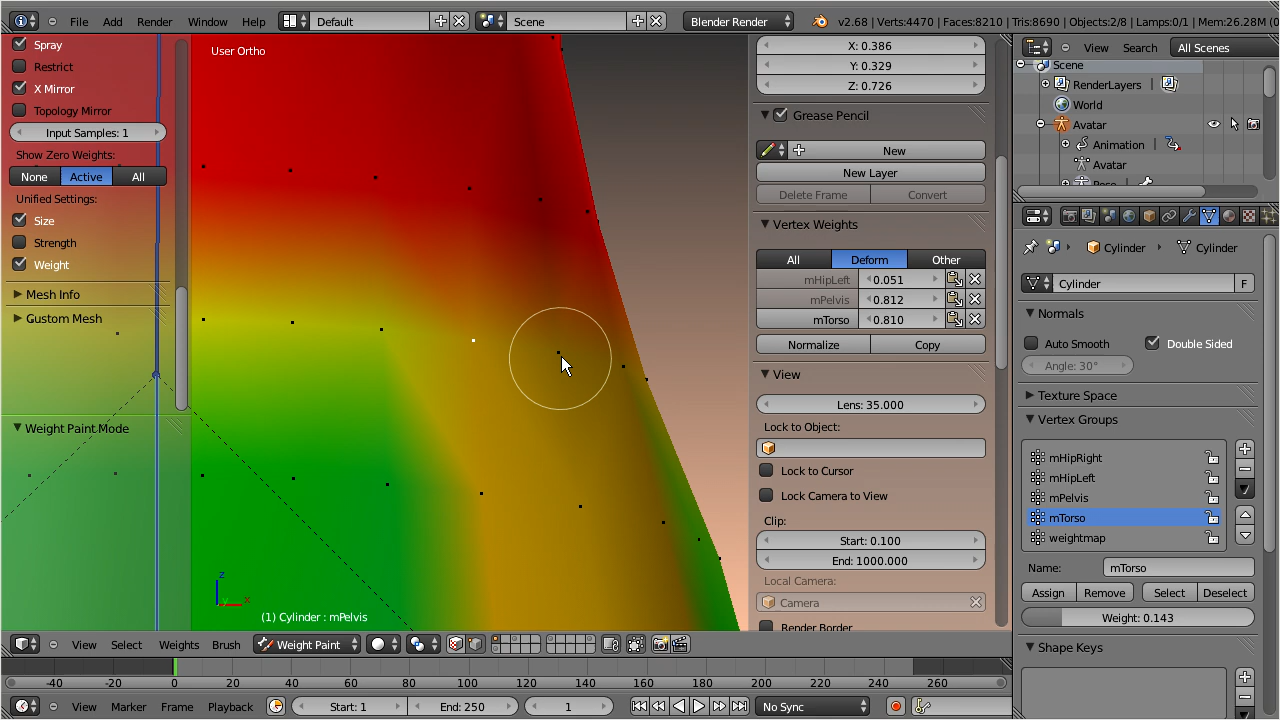 File Add Render Window Help Default Scene Blender Render v2.68 | Verts:4470 | Faces:8210 | Tris:8690 | Objects:2/8 | Lamps:0/1 | Mem:26.28M
Spray
Restrict
X Mirror
Topology Mirror
Input Samples: 1
Show Zero Weights:
None Active All
Unified Settings:
Size
Strength
Weight
Mesh Info
Custom Mesh
Weight Paint Mode
User Ortho
z
y x
(1) Cylinder : mPelvis
X: 0.386
Y: 0.329
Z: 0.726
Grease Pencil
New
New Layer
Delete Frame Convert
Vertex Weights
All Deform Other
mHipLeft 0.051
mPelvis 0.812
mTorso 0.810
Normalize Copy
View
Lens: 35.000
Lock to Object:
Lock to Cursor
Lock Camera to View
Clip:
Start: 0.100
End: 1000.000
Local Camera:
Camera
Render Border
View Search All Scenes
Scene
RenderLayers
World
Avatar
Animation
Avatar
Pose
Cylinder Cylinder
Cylinder F
Normals
Auto Smooth Double Sided
Angle: 30°
Texture Space
Vertex Groups
mHipRight
mHipLeft
mPelvis
mTorso
weightmap
Name: mTorso
Assign Remove Select Deselect
Weight: 0.143
Shape Keys
View Select Weights Brush Weight Paint
-40 -20 0 20 40 60 80 100 120 140 160 180 200 220 240 260
View Marker Frame Playback Start: 1 End: 250 1 No Sync